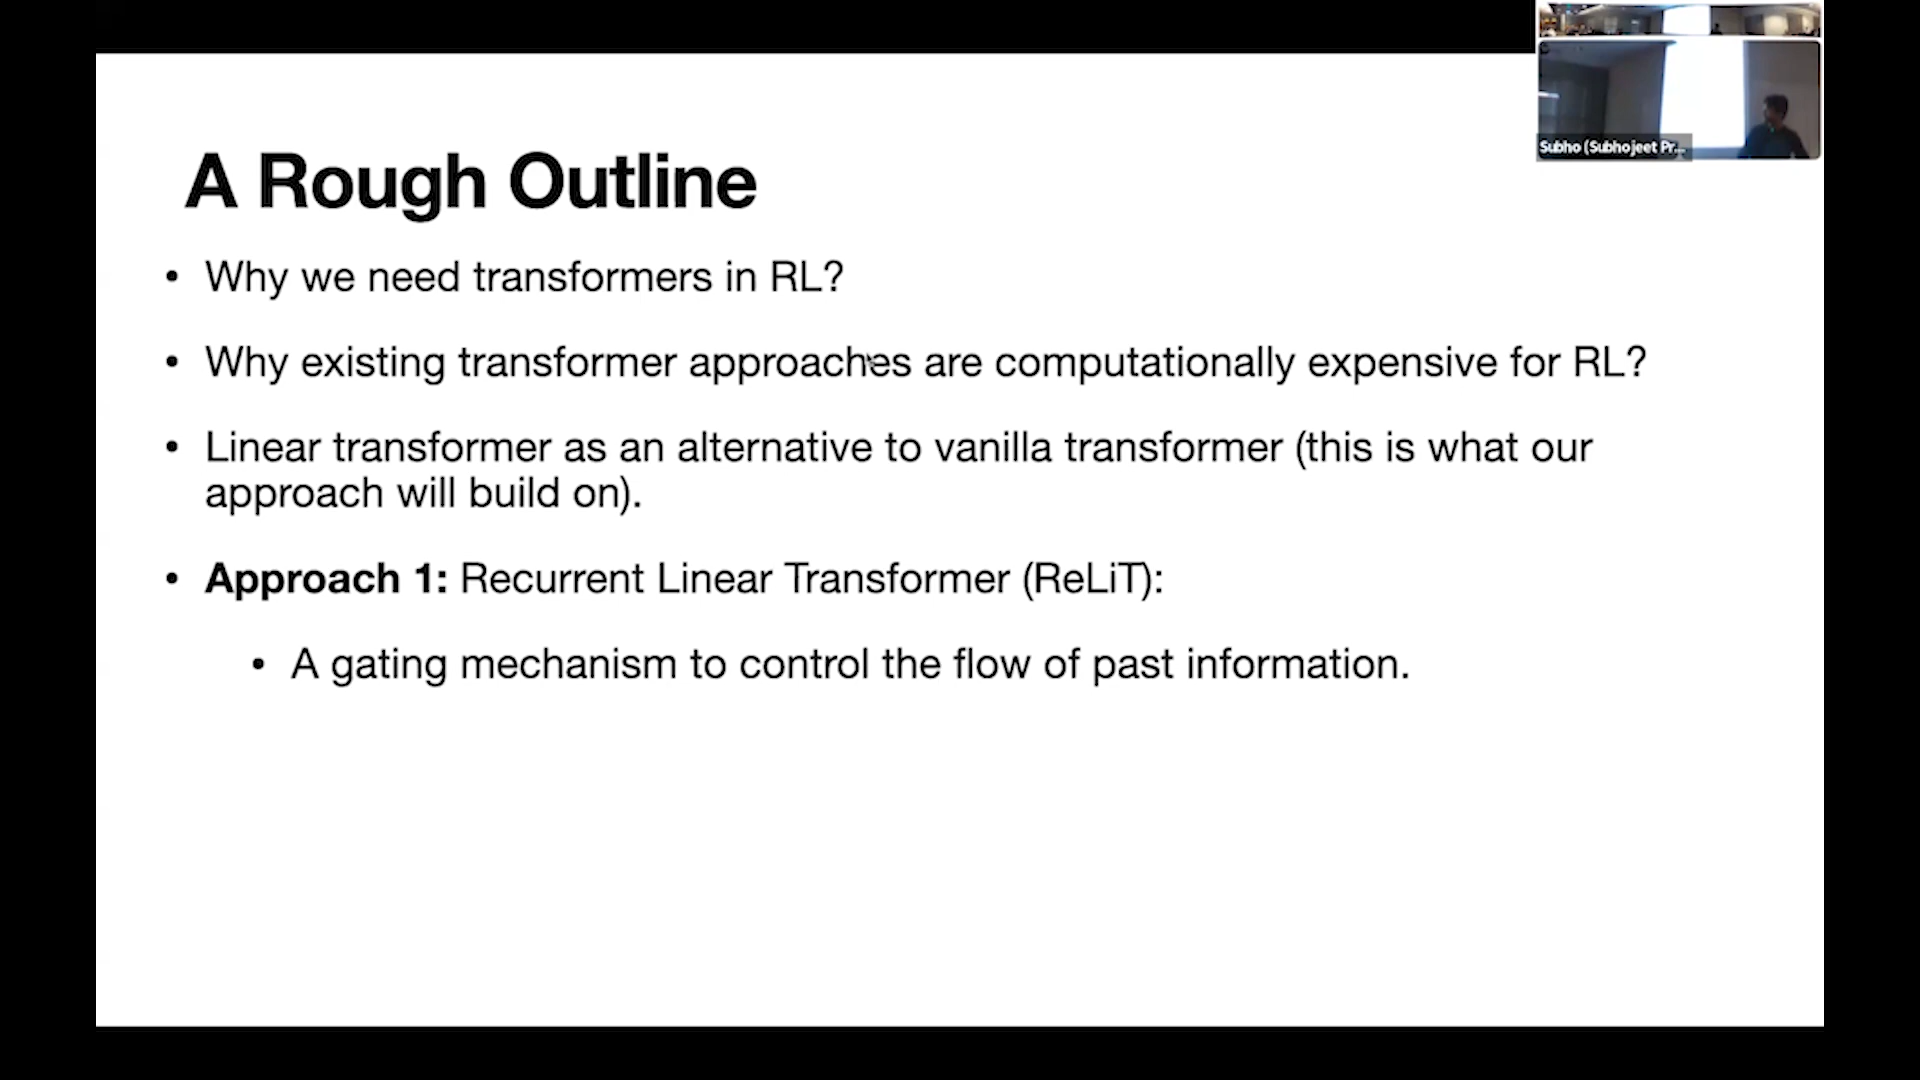 Subho (Subhojeet Pr...
A Rough Outline
• Why we need transformers in RL?
• Why existing transformer approaches are computationally expensive for RL?
• Linear transformer as an alternative to vanilla transformer (this is what our
approach will build on).
• Approach 1: Recurrent Linear Transformer (ReLiT):
• A gating mechanism to control the flow of past information.